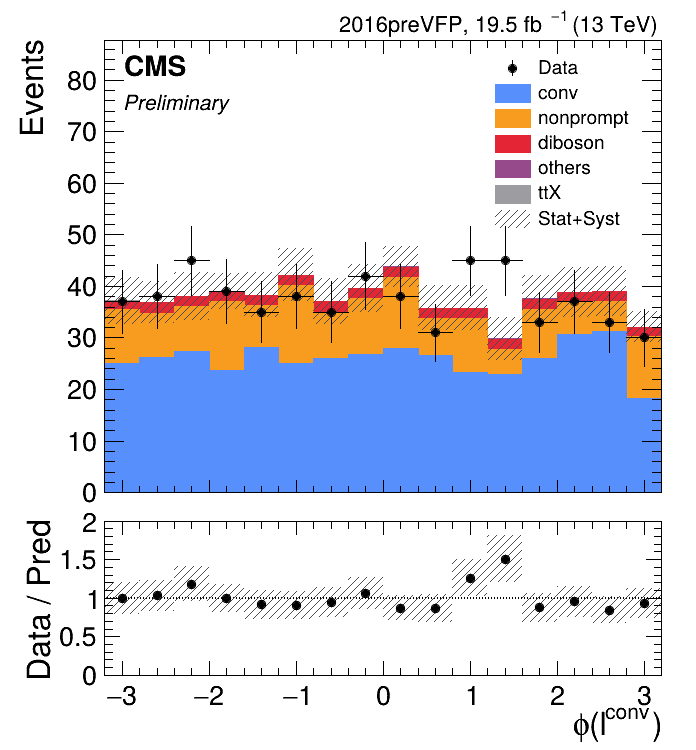 2016preVFP, 19.5 fb⁻¹ (13 TeV)
CMS
Preliminary
Data
conv
nonprompt
diboson
others
ttX
Stat+Syst
Events
80
70
60
50
40
30
20
10
0
Data / Pred
2
1.5
1
0.5
0
−3 −2 −1 0 1 2 3
ϕ(l^conv)